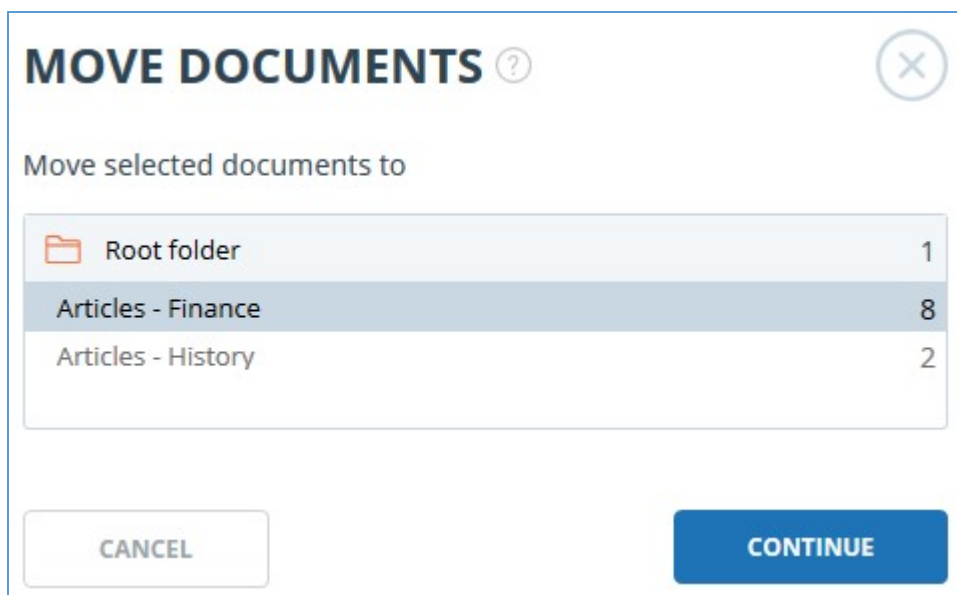 MOVE DOCUMENTS ?
Move selected documents to
Root folder 1
Articles - Finance 8
Articles - History 2
CANCEL CONTINUE